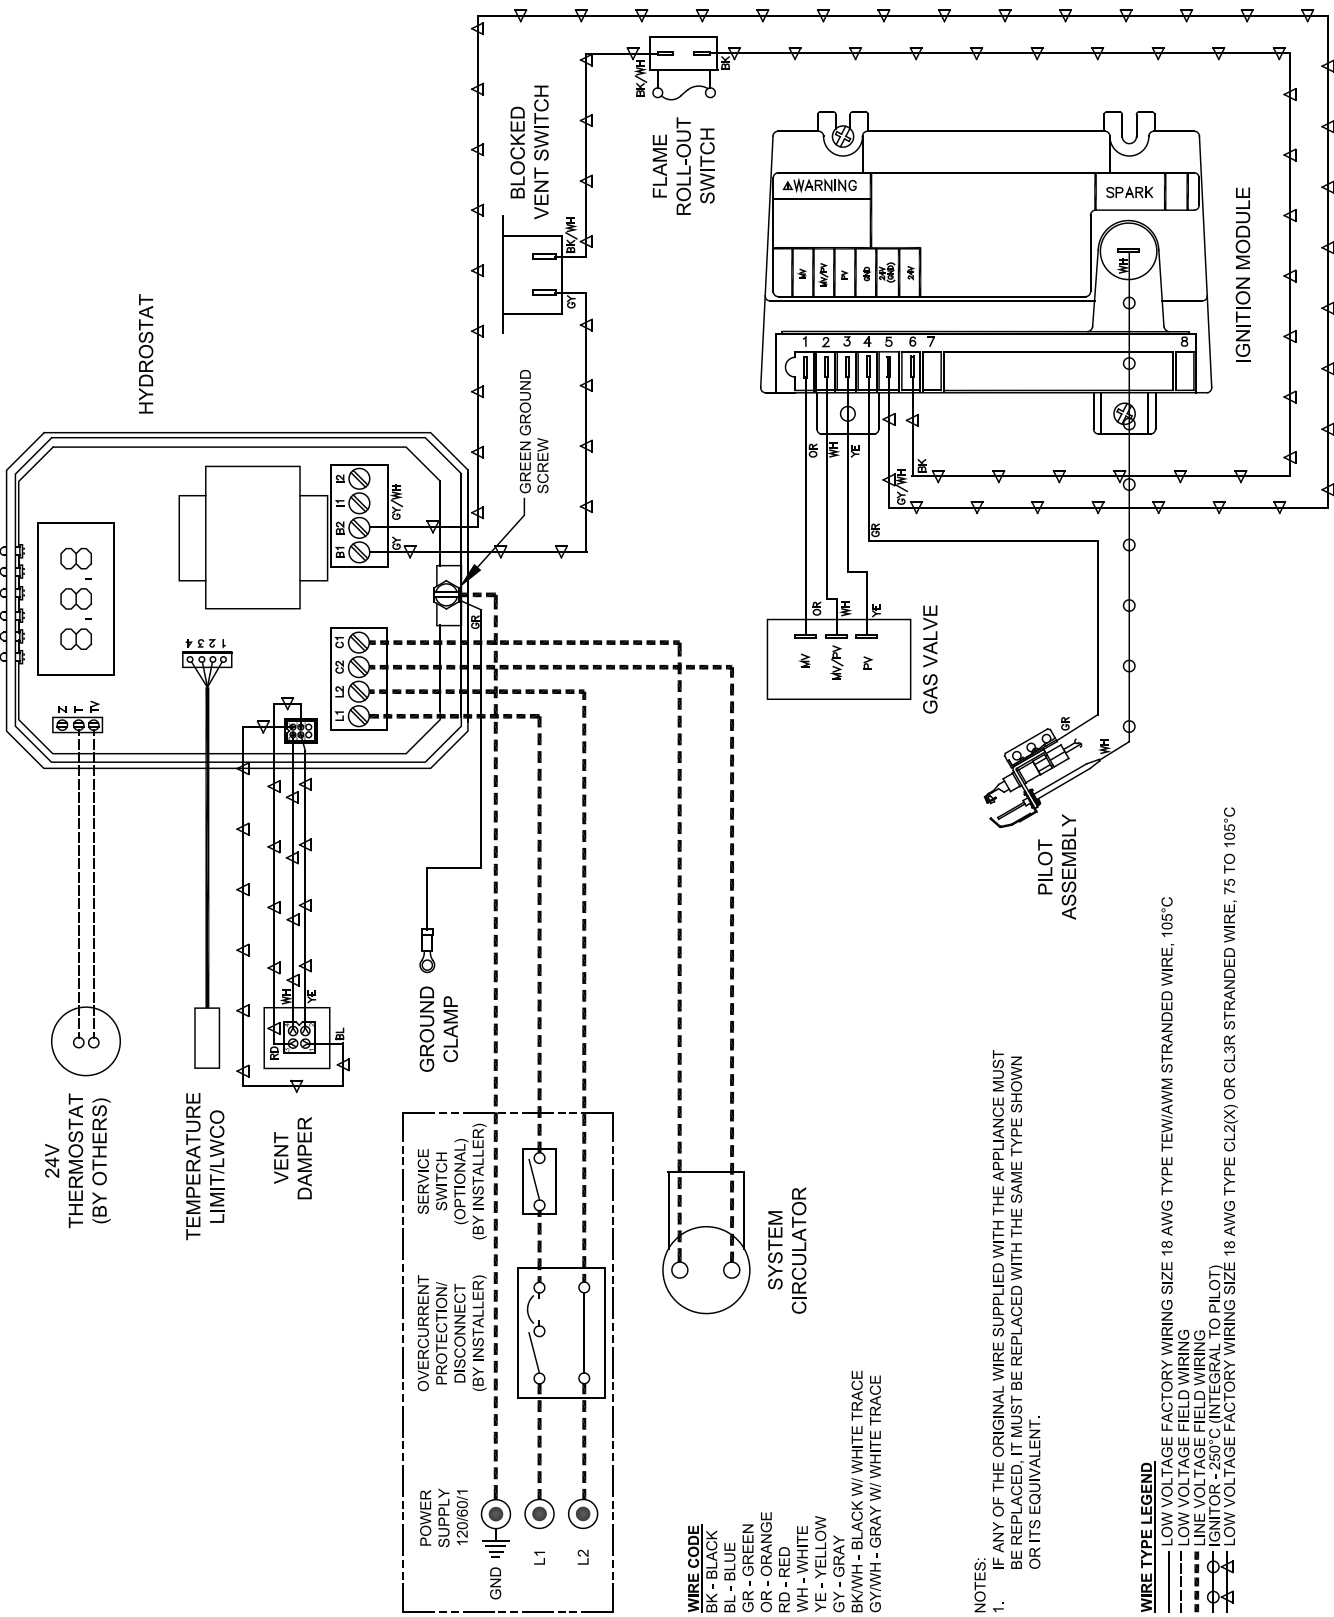 HYDROSTAT
BLOCKED
VENT SWITCH
FLAME
ROLL-OUT
SWITCH
IGNITION MODULE
⚠WARNING
SPARK
MV
MV/PV
PV
GND
24V
(GND)
24V
1 2 3 4 5 6 7 8
WH
BK/WH
BK
BK/WH
GY
GREEN GROUND
SCREW
8.8.8
I2
I1
B2
B1
GY/WH
GY
C1
C2
L2
L1
GR
1 2 3 4
Z
T
TV
OR
WH
YE
GR
GY/WH
BK
OR
WH
YE
MV
MV/PV
PV
GAS VALVE
GR
WH
PILOT
ASSEMBLY
24V
THERMOSTAT
(BY OTHERS)
TEMPERATURE
LIMIT/LWCO
VENT
DAMPER
RD
WH
YE
BL
GROUND
CLAMP
SERVICE
SWITCH
(OPTIONAL)
(BY INSTALLER)
OVERCURRENT
PROTECTION/
DISCONNECT
(BY INSTALLER)
POWER
SUPPLY
120/60/1
GND
L1
L2
SYSTEM
CIRCULATOR
WIRE CODE
BK - BLACK
BL - BLUE
GR - GREEN
OR - ORANGE
RD - RED
WH - WHITE
YE - YELLOW
GY - GRAY
BK/WH - BLACK W/ WHITE TRACE
GY/WH - GRAY W/ WHITE TRACE
NOTES:
1. IF ANY OF THE ORIGINAL WIRE SUPPLIED WITH THE APPLIANCE MUST
BE REPLACED, IT MUST BE REPLACED WITH THE SAME TYPE SHOWN
OR ITS EQUIVALENT.
WIRE TYPE LEGEND
LOW VOLTAGE FACTORY WIRING SIZE 18 AWG TYPE TEW/AWM STRANDED WIRE, 105°C
LOW VOLTAGE FIELD WIRING
LINE VOLTAGE FIELD WIRING
IGNITOR - 250°C (INTEGRAL TO PILOT)
LOW VOLTAGE FACTORY WIRING SIZE 18 AWG TYPE CL2(X) OR CL3R STRANDED WIRE, 75 TO 105°C